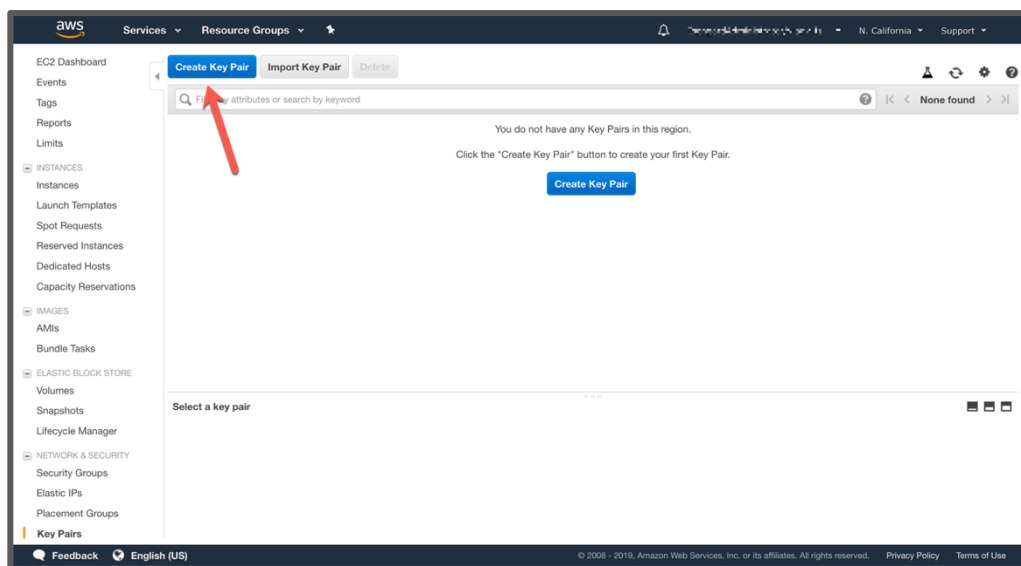 aws Services Resource Groups N. California Support
EC2 Dashboard
Events
Tags
Reports
Limits
INSTANCES
Instances
Launch Templates
Spot Requests
Reserved Instances
Dedicated Hosts
Capacity Reservations
IMAGES
AMIs
Bundle Tasks
ELASTIC BLOCK STORE
Volumes
Snapshots
Lifecycle Manager
NETWORK & SECURITY
Security Groups
Elastic IPs
Placement Groups
Key Pairs
Create Key Pair Import Key Pair Delete
attributes or search by keyword None found
You do not have any Key Pairs in this region.
Click the "Create Key Pair" button to create your first Key Pair.
Create Key Pair
Select a key pair
Feedback English (US) © 2008 - 2019, Amazon Web Services, Inc. or its affiliates. All rights reserved. Privacy Policy Terms of Use